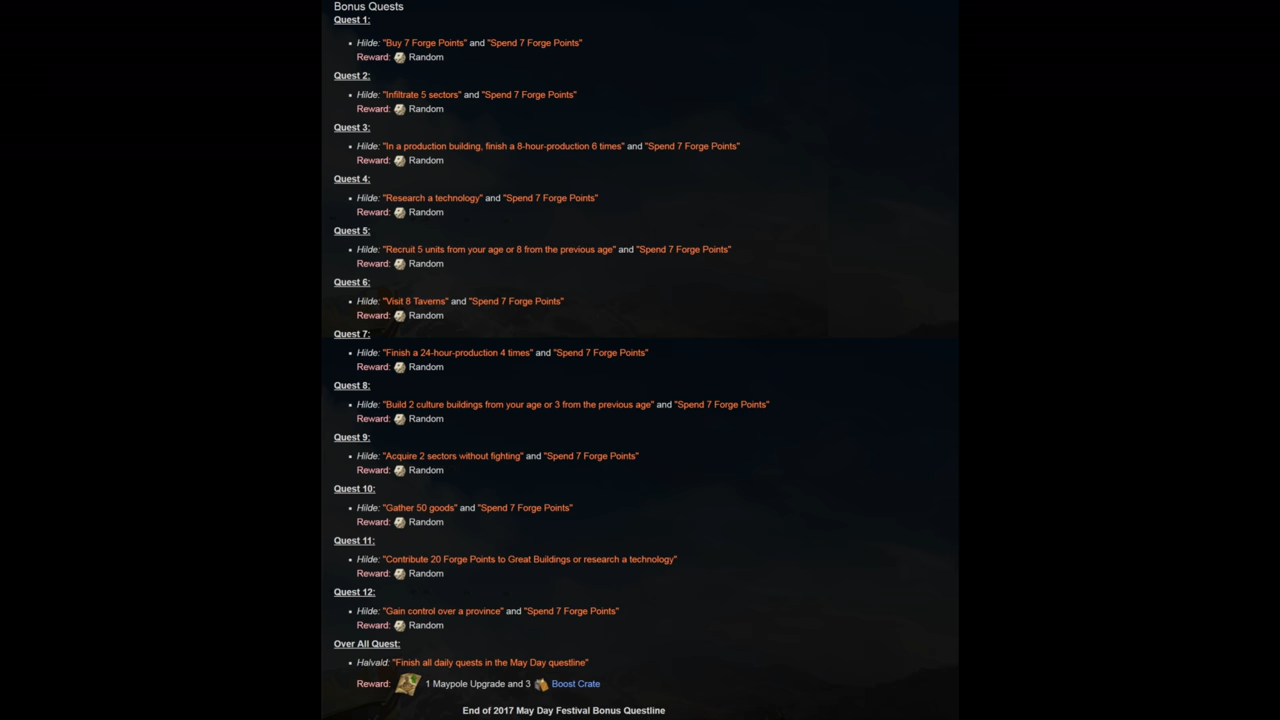 Bonus Quests
Quest 1:
• Hilde: "Buy 7 Forge Points" and "Spend 7 Forge Points"
Reward: Random
Quest 2:
• Hilde: "Infiltrate 5 sectors" and "Spend 7 Forge Points"
Reward: Random
Quest 3:
• Hilde: "In a production building, finish a 8-hour-production 6 times" and "Spend 7 Forge Points"
Reward: Random
Quest 4:
• Hilde: "Research a technology" and "Spend 7 Forge Points"
Reward: Random
Quest 5:
• Hilde: "Recruit 5 units from your age or 8 from the previous age" and "Spend 7 Forge Points"
Reward: Random
Quest 6:
• Hilde: "Visit 8 Taverns" and "Spend 7 Forge Points"
Reward: Random
Quest 7:
• Hilde: "Finish a 24-hour-production 4 times" and "Spend 7 Forge Points"
Reward: Random
Quest 8:
• Hilde: "Build 2 culture buildings from your age or 3 from the previous age" and "Spend 7 Forge Points"
Reward: Random
Quest 9:
• Hilde: "Acquire 2 sectors without fighting" and "Spend 7 Forge Points"
Reward: Random
Quest 10:
• Hilde: "Gather 50 goods" and "Spend 7 Forge Points"
Reward: Random
Quest 11:
• Hilde: "Contribute 20 Forge Points to Great Buildings or research a technology"
Reward: Random
Quest 12:
• Hilde: "Gain control over a province" and "Spend 7 Forge Points"
Reward: Random
Over All Quest:
• Halvald: "Finish all daily quests in the May Day questline"
Reward: 1 Maypole Upgrade and 3 Boost Crate
End of 2017 May Day Festival Bonus Questline